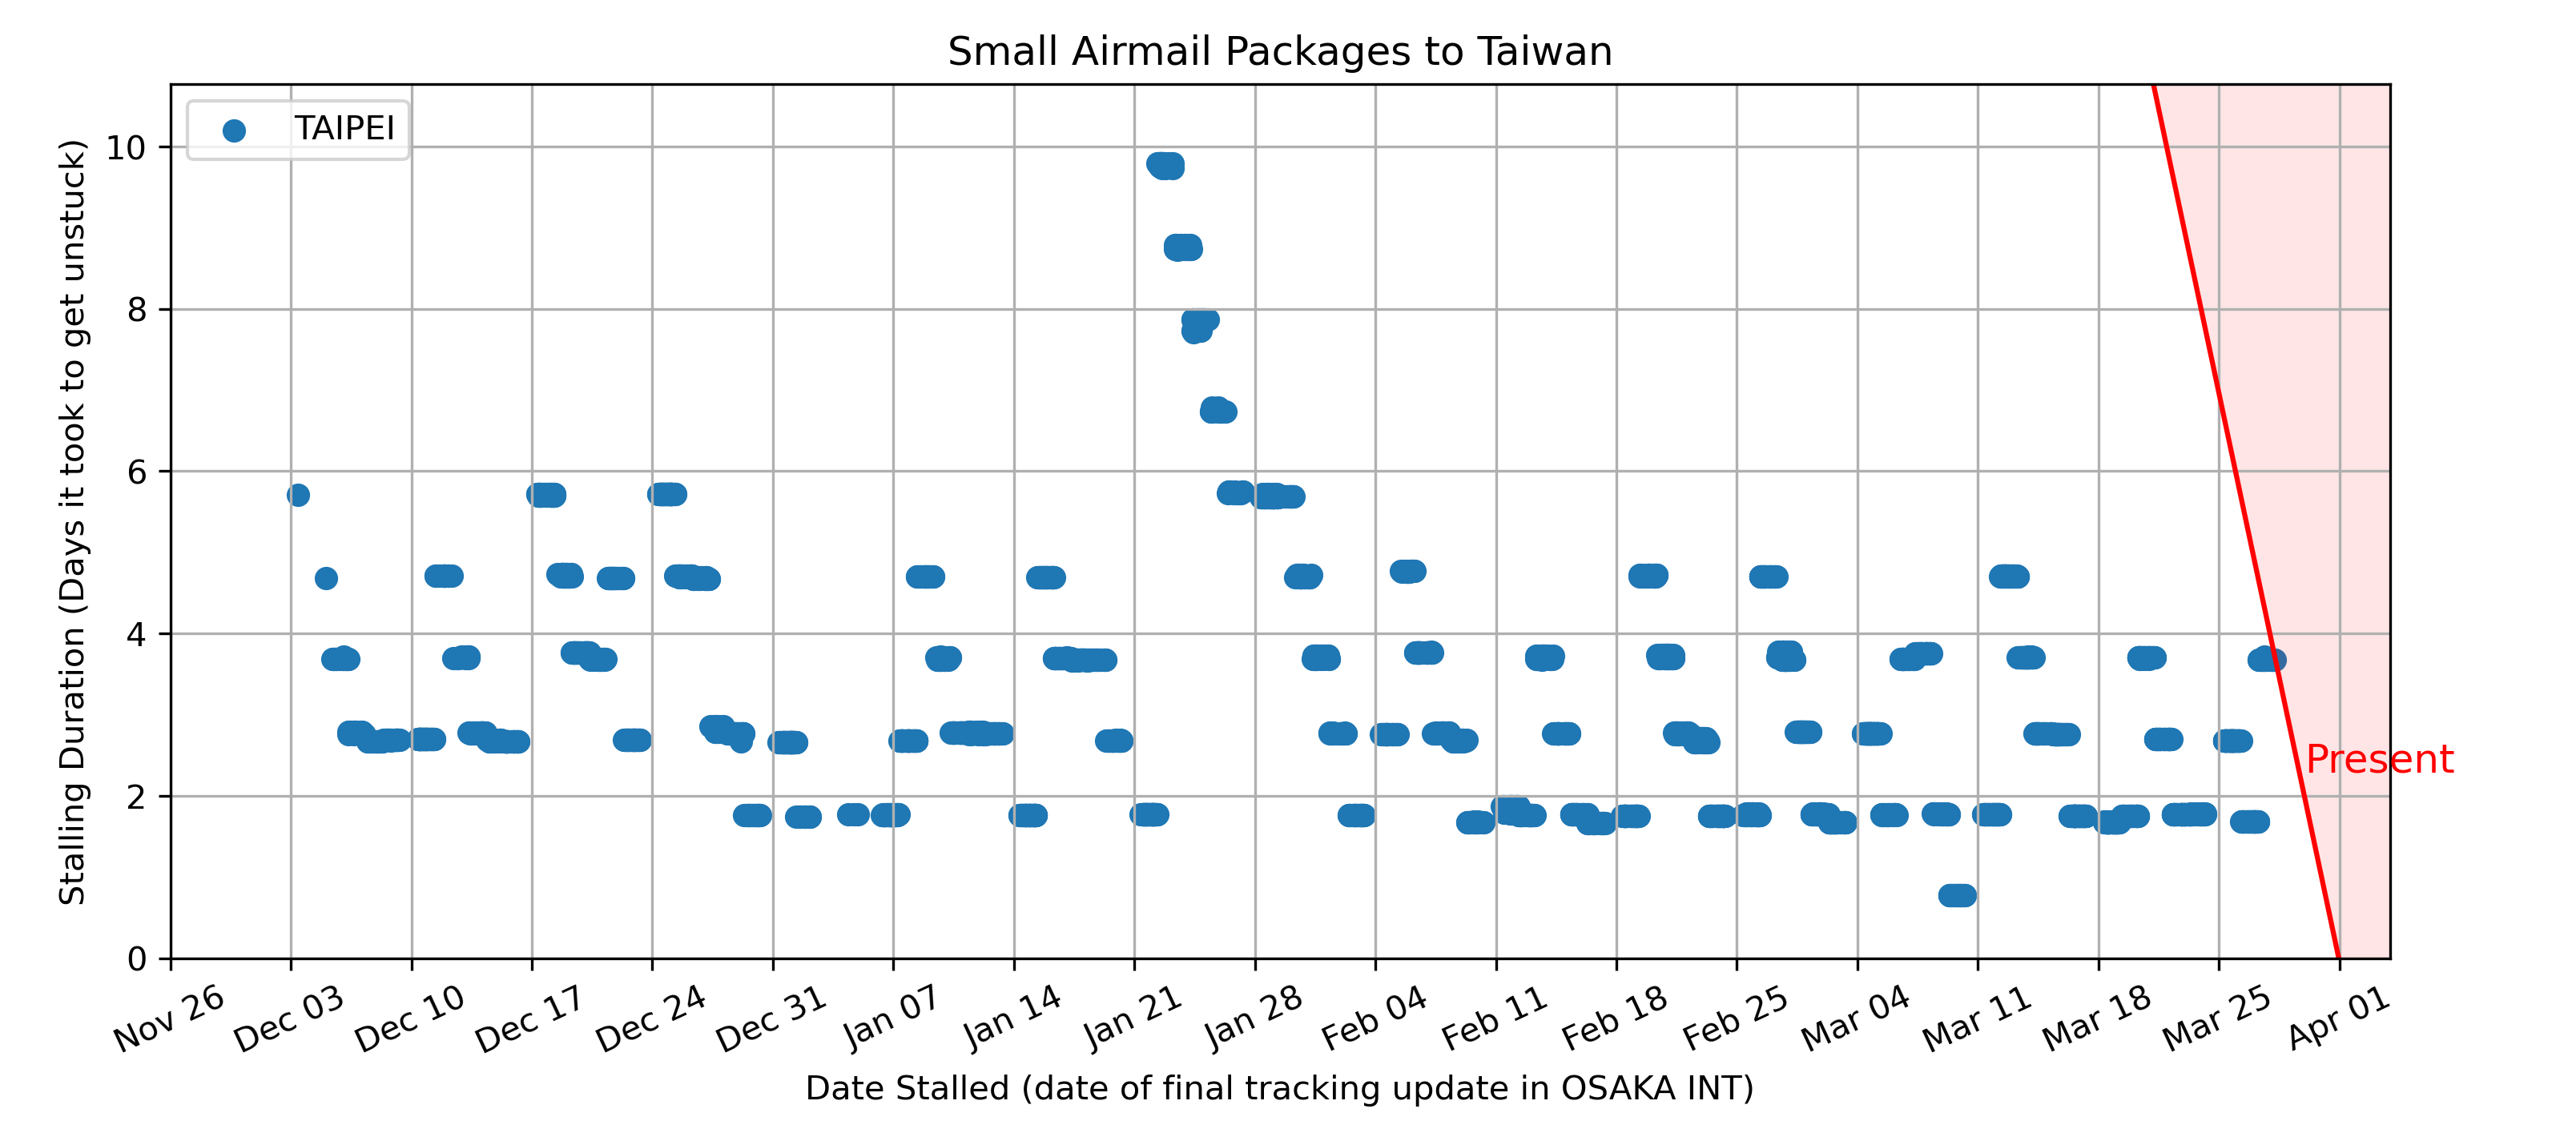 Small Airmail Packages to Taiwan
TAIPEI
Stalling Duration (Days it took to get unstuck)
10
8
6
4
2
0
Present
Nov 26
Dec 03
Dec 10
Dec 17
Dec 24
Dec 31
Jan 07
Jan 14
Jan 21
Jan 28
Feb 04
Feb 11
Feb 18
Feb 25
Mar 04
Mar 11
Mar 18
Mar 25
Apr 01
Date Stalled (date of final tracking update in OSAKA INT)